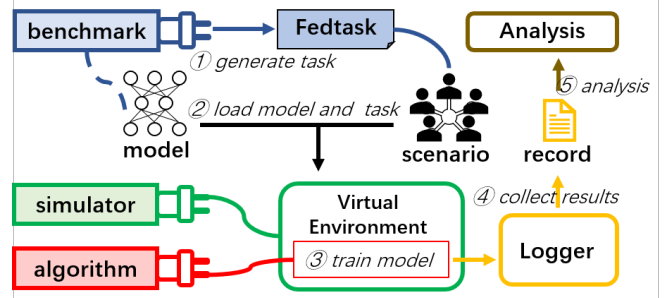 benchmark
Fedtask
Analysis
① generate task
⑤ analysis
② load model and task
model
scenario
record
simulator
Virtual
Environment
④ collect results
③ train model
Logger
algorithm